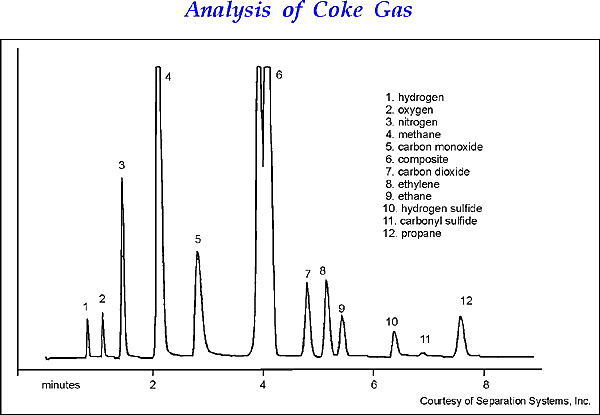 Analysis of Coke Gas
4
6
1. hydrogen
2. oxygen
3. nitrogen
4. methane
5. carbon monoxide
6. composite
7. carbon dioxide
8. ethylene
9. ethane
10. hydrogen sulfide
11. carbonyl sulfide
12. propane
3
5
7
8
1
2
9
10
11
12
minutes
2
4
6
8
Courtesy of Separation Systems, Inc.